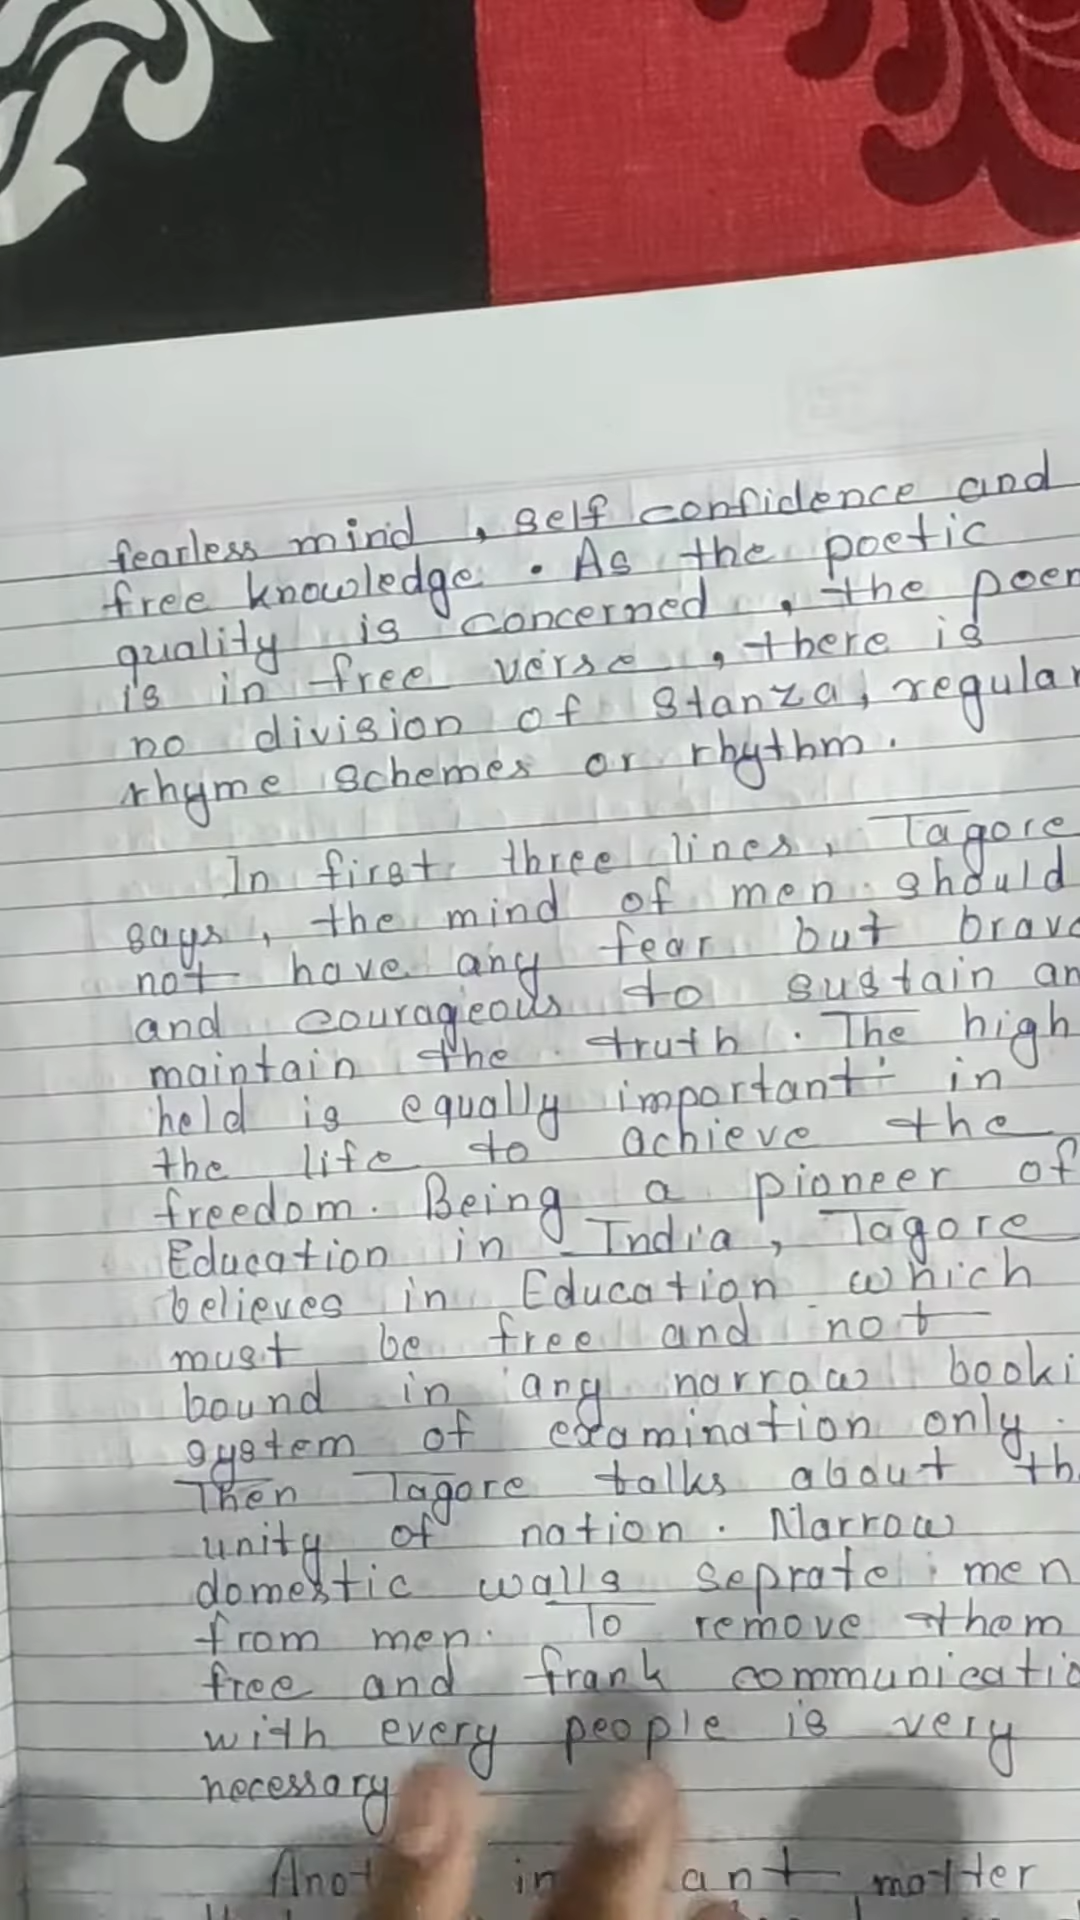 fearless mind, self confidence and
free knowledge. As the poetic
quality is concerned, the poem
is in free verse, there is
no division of stanza, regular
rhyme schemes or rhythm.
In first three lines, Tagore
says, the mind of men should
not have any fear but brave
and courageous to sustain an
maintain the truth. The high
held is equally important in
the life to achieve the
freedom. Being a pioneer of
Education in India, Tagore
believes in Education which
must be free and not
bound in any narrow booki
system of examination only.
Then Tagore talks about th
unity of nation. Narrow
domestic walls seprate men
from men. To remove them
free and frank communicatio
with every people is very
necessary
matter